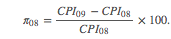 π08 = (CPI09 − CPI08) / CPI08 × 100.